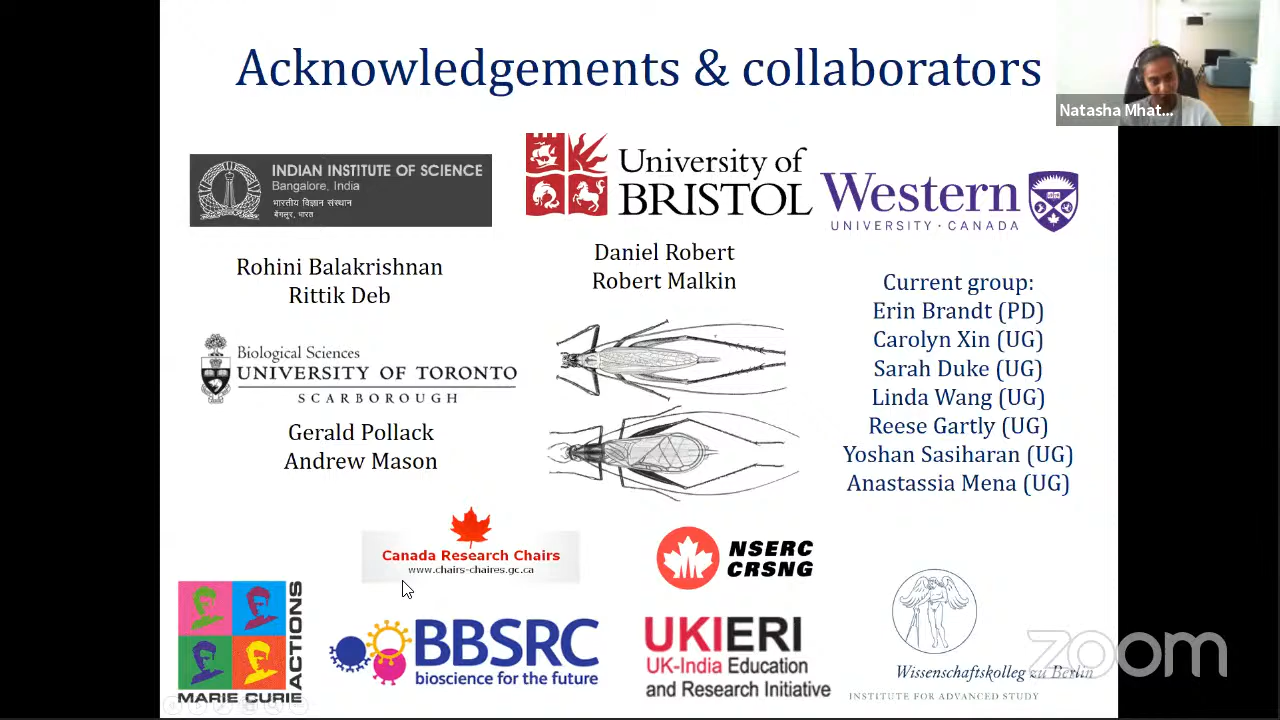 Acknowledgements & collaborators
Natasha Mhat...
INDIAN INSTITUTE OF SCIENCE
Bangalore, India
भारतीय विज्ञान संस्थान
बेंगलूर, भारत
Rohini Balakrishnan
Rittik Deb
University of
BRISTOL
Daniel Robert
Robert Malkin
Western
UNIVERSITY · CANADA
Current group:
Erin Brandt (PD)
Carolyn Xin (UG)
Sarah Duke (UG)
Linda Wang (UG)
Reese Gartly (UG)
Yoshan Sasiharan (UG)
Anastassia Mena (UG)
Biological Sciences
UNIVERSITY OF TORONTO
SCARBOROUGH
Gerald Pollack
Andrew Mason
Canada Research Chairs
www.chairs-chaires.gc.ca
NSERC
CRSNG
MARIE CURIE
ACTIONS
BBSRC
bioscience for the future
UKIERI
UK-India Education
and Research Initiative
Wissenschaftskolleg zu Berlin
INSTITUTE FOR ADVANCED STUDY
zoom